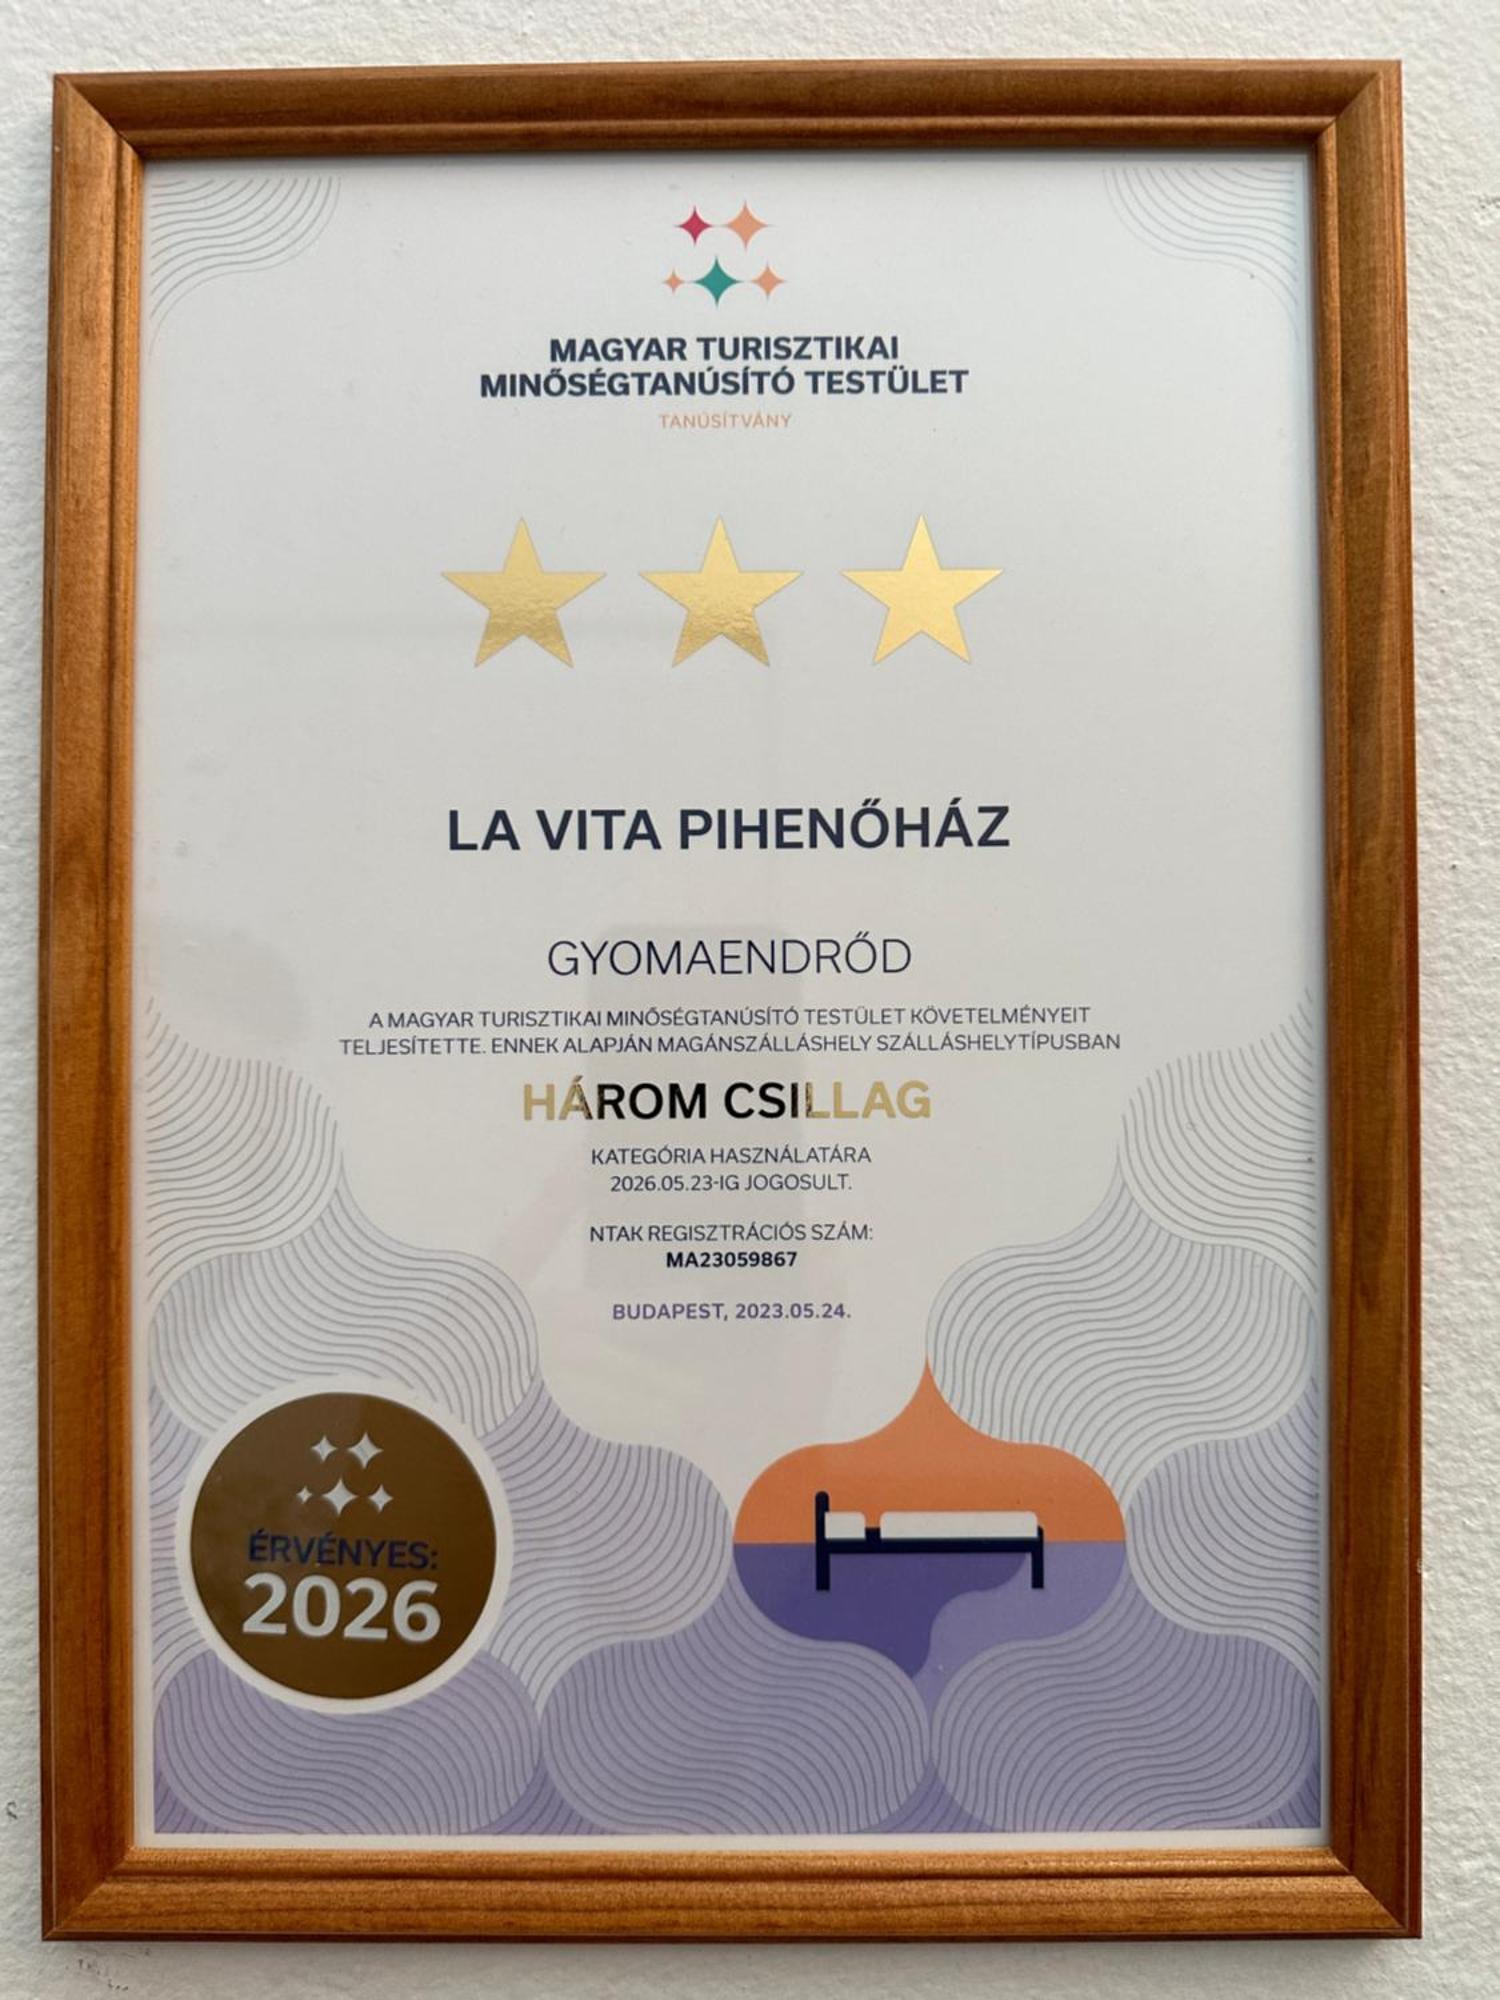 MAGYAR TURISZTIKAI
MINŐSÉGTANÚSÍTÓ TESTÜLET
TANÚSÍTVÁNY
LA VITA PIHENŐHÁZ
GYOMAENDRŐD
A MAGYAR TURISZTIKAI MINŐSÉGTANÚSÍTÓ TESTÜLET KÖVETELMÉNYEIT
TELJESÍTETTE. ENNEK ALAPJÁN MAGÁNSZÁLLÁSHELY SZÁLLÁSHELYTÍPUSBAN
HÁROM CSILLAG
KATEGÓRIA HASZNÁLATÁRA
2026.05.23-IG JOGOSULT.
NTAK REGISZTRÁCIÓS SZÁM:
MA23059867
BUDAPEST, 2023.05.24.
ÉRVÉNYES:
2026